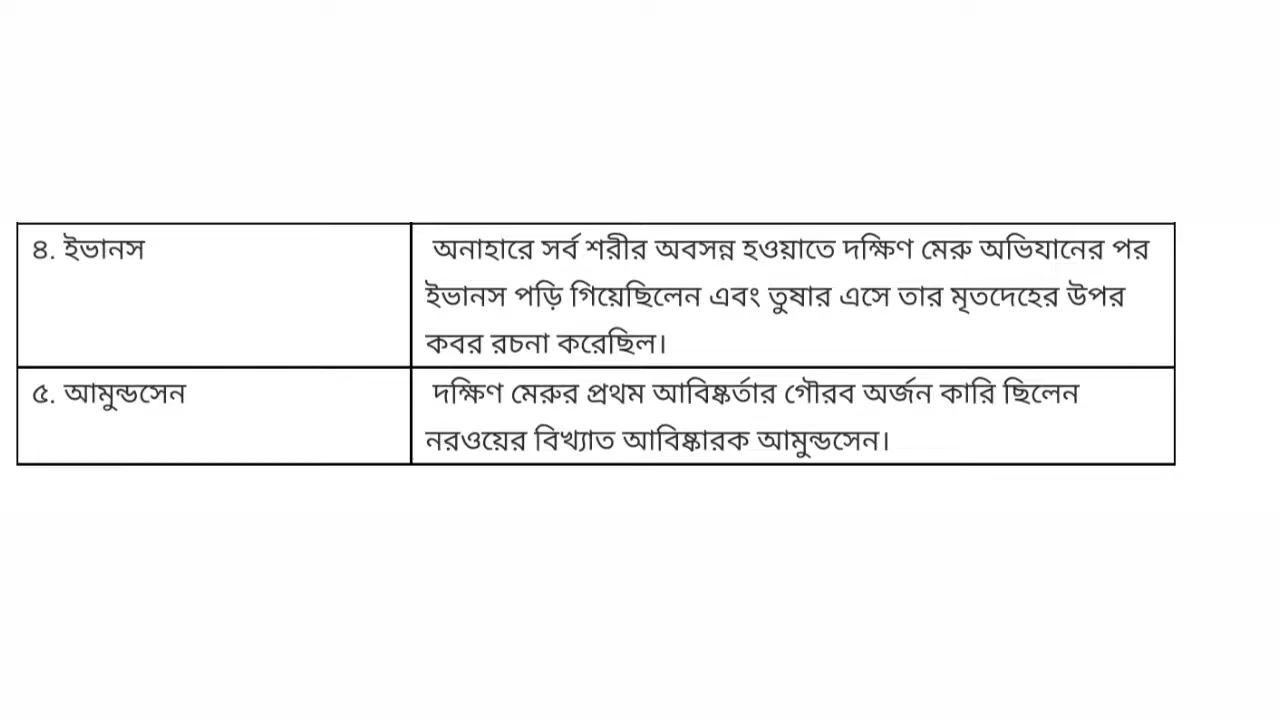 ৪. ইভানস
অনাহারে সর্ব শরীর অবসন্ন হওয়াতে দক্ষিণ মেরু অভিযানের পর
ইভানস পড়ি গিয়েছিলেন এবং তুষার এসে তার মৃতদেহের উপর
কবর রচনা করেছিল।
৫. আমুন্ডসেন
দক্ষিণ মেরুর প্রথম আবিষ্কর্তার গৌরব অর্জন কারি ছিলেন
নরওয়ের বিখ্যাত আবিষ্কারক আমুন্ডসেন।